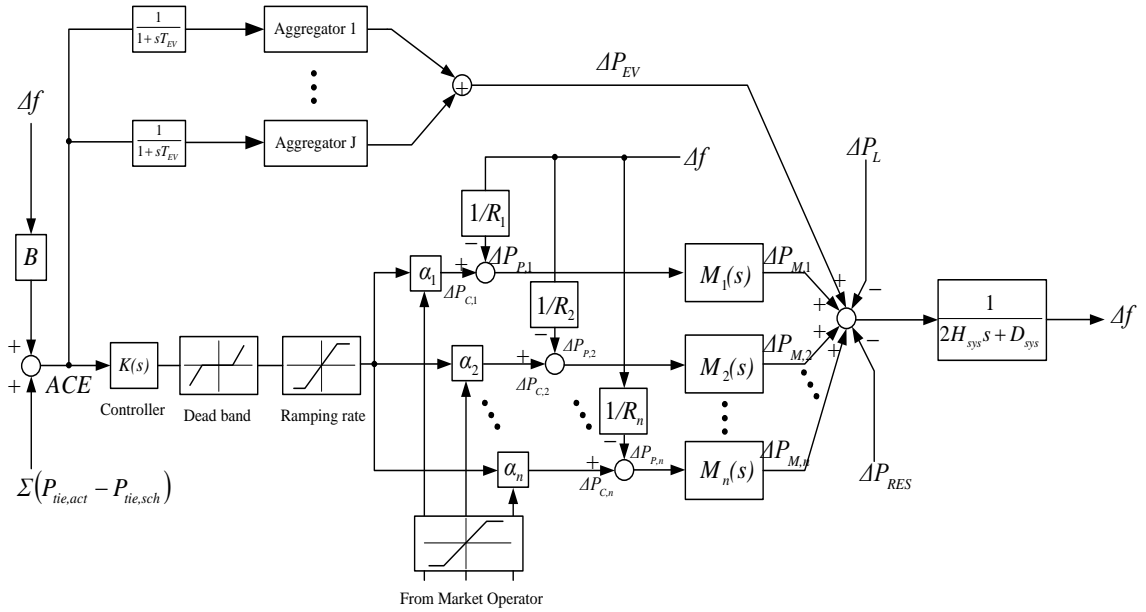 1 / 1+sT_EV
Aggregator 1
ΔP_EV
Δf
1 / 1+sT_EV
Aggregator J
+
Δf
ΔP_L
1/R_1
B
−
ΔP_P,1
M_1(s)
ΔP_M,1
α_1
+
ΔP_C,1
1/R_2
+
−
+
+
1 / 2H_sys s + D_sys
Δf
−
ΔP_P,2
M_2(s)
ΔP_M,2
+
+
−
+
+
ACE
K(s)
α_2
+
ΔP_C,2
Controller
Dead band
Ramping rate
1/R_n
−
ΔP_P,n
M_n(s)
ΔP_M,n
α_n
+
ΔP_C,n
ΔP_RES
Σ(P_tie,act − P_tie,sch)
From Market Operator